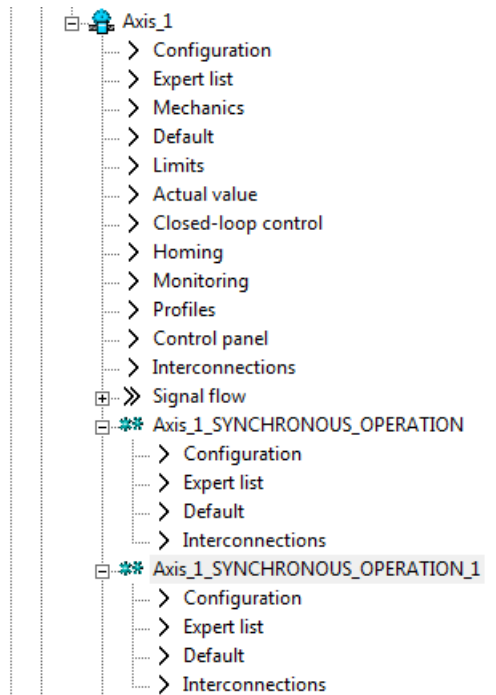 Axis_1
Configuration
Expert list
Mechanics
Default
Limits
Actual value
Closed-loop control
Homing
Monitoring
Profiles
Control panel
Interconnections
Signal flow
Axis_1_SYNCHRONOUS_OPERATION
Configuration
Expert list
Default
Interconnections
Axis_1_SYNCHRONOUS_OPERATION_1
Configuration
Expert list
Default
Interconnections